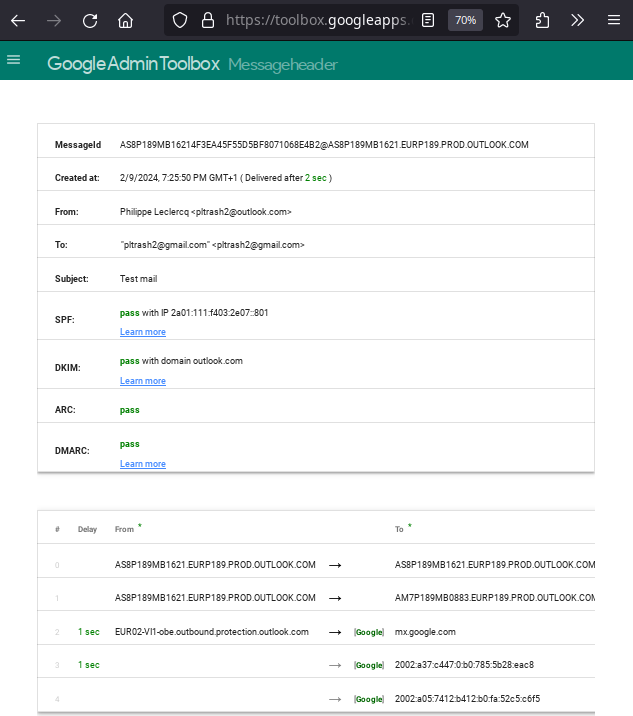 https://toolbox.googleapps.
70%
Google Admin Toolbox Messageheader
MessageId AS8P189MB16214F3EA45F55D5BF8071068E4B2@AS8P189MB1621.EURP189.PROD.OUTLOOK.COM
Created at: 2/9/2024, 7:25:50 PM GMT+1 ( Delivered after 2 sec )
From: Philippe Leclercq <pltrash2@outlook.com>
To: "pltrash2@gmail.com" <pltrash2@gmail.com>
Subject: Test mail
SPF: pass with IP 2a01:111:f403:2e07::801
Learn more
DKIM: pass with domain outlook.com
Learn more
ARC: pass
DMARC: pass
Learn more
# Delay From * To *
0 AS8P189MB1621.EURP189.PROD.OUTLOOK.COM → AS8P189MB1621.EURP189.PROD.OUTLOOK.COM
1 AS8P189MB1621.EURP189.PROD.OUTLOOK.COM → AM7P189MB0883.EURP189.PROD.OUTLOOK.COM
2 1 sec EUR02-VI1-obe.outbound.protection.outlook.com → [Google] mx.google.com
3 1 sec → [Google] 2002:a37:c447:0:b0:785:5b28:eac8
4 → [Google] 2002:a05:7412:b412:b0:fa:52c5:c6f5